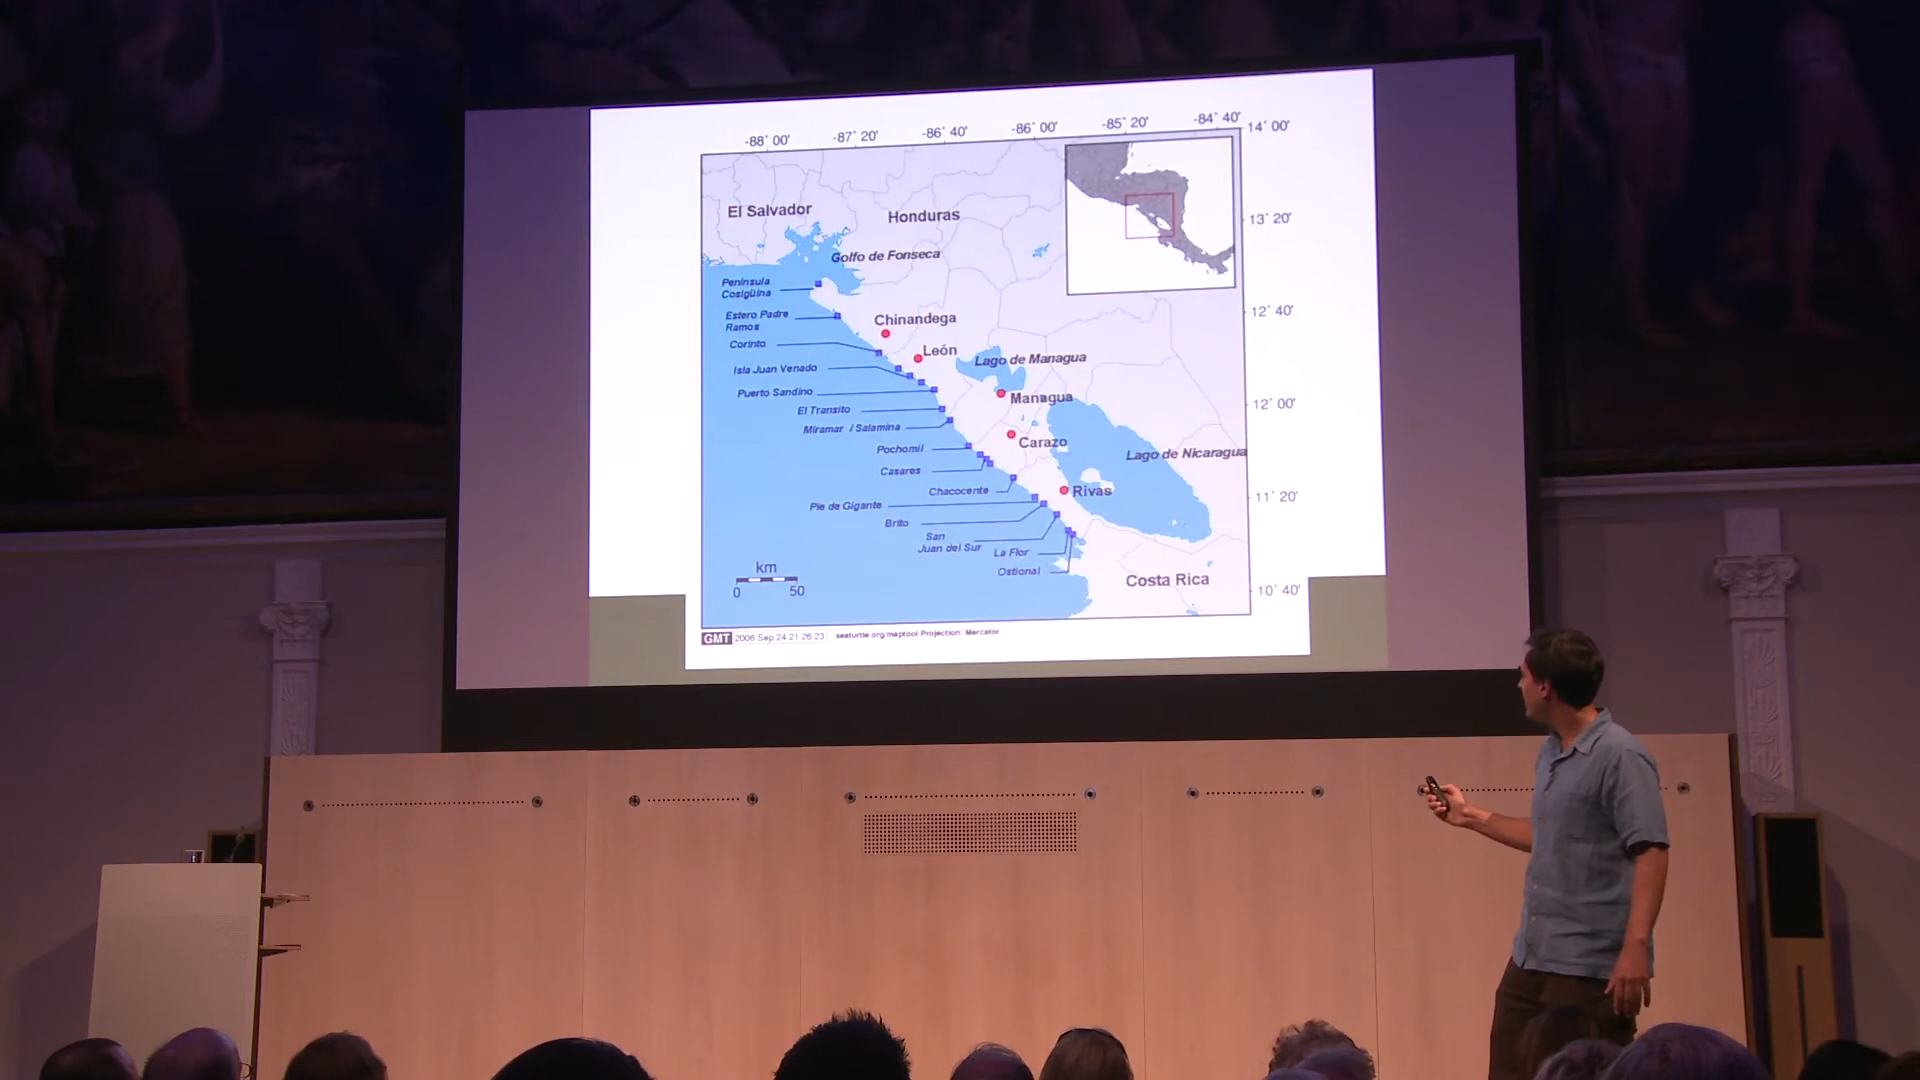 -88° 00' -87° 20' -86° 40' -86° 00' -85° 20' -84° 40'
14° 00'
El Salvador
Honduras
13° 20'
Golfo de Fonseca
Península
Cosigüina
12° 40'
Estero Padre
Ramos
Chinandega
Corinto
León
Lago de Managua
Isla Juan Venado
Puerto Sandino
Managua
12° 00'
El Transito
Miramar / Salamina
Carazo
Pochomil
Lago de Nicaragua
Casares
Chacocente
Rivas
11° 20'
Pie de Gigante
Brito
San
Juan del Sur
La Flor
Ostional
km
0 50
Costa Rica
10° 40'
GMT 2006 Sep 24 21 26 23 seaturtle.org/maptool Projection: Mercator